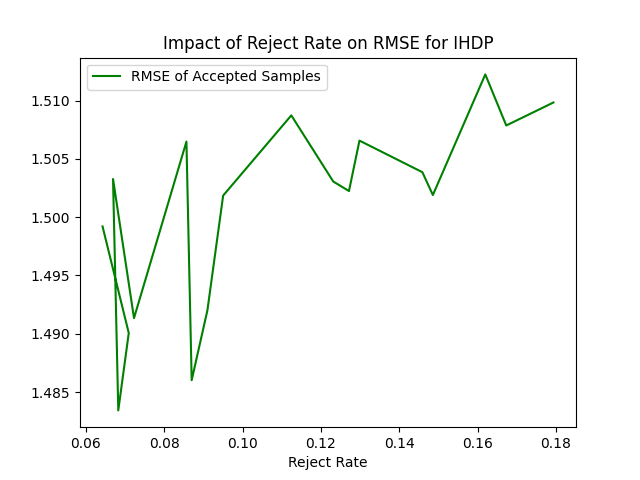 Impact of Reject Rate on RMSE for IHDP
RMSE of Accepted Samples
1.510
1.505
1.500
1.495
1.490
1.485
0.06 0.08 0.10 0.12 0.14 0.16 0.18
Reject Rate